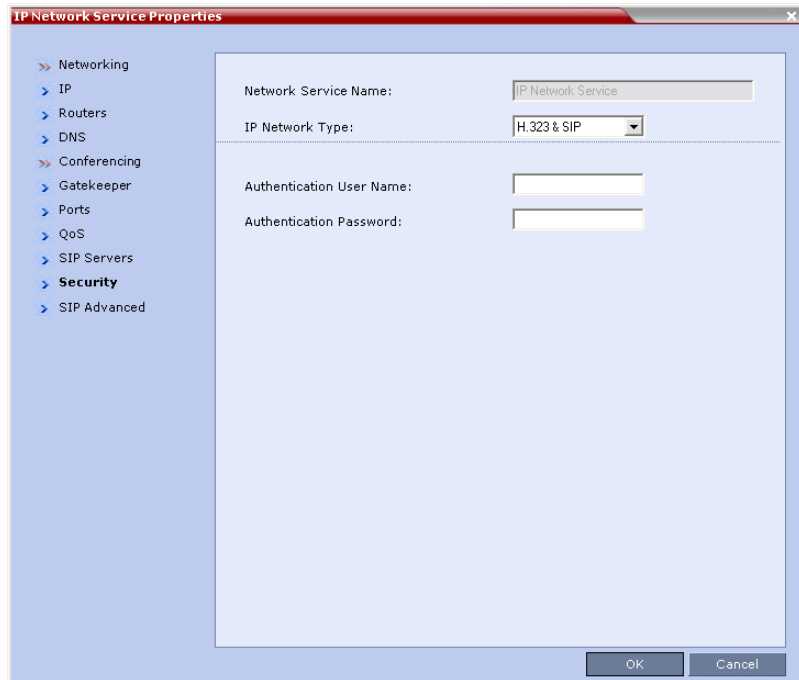 IP Network Service Properties
Networking
IP
Routers
DNS
Conferencing
Gatekeeper
Ports
QoS
SIP Servers
Security
SIP Advanced
Network Service Name: IP Network Service
IP Network Type: H.323 & SIP
Authentication User Name:
Authentication Password:
OK Cancel